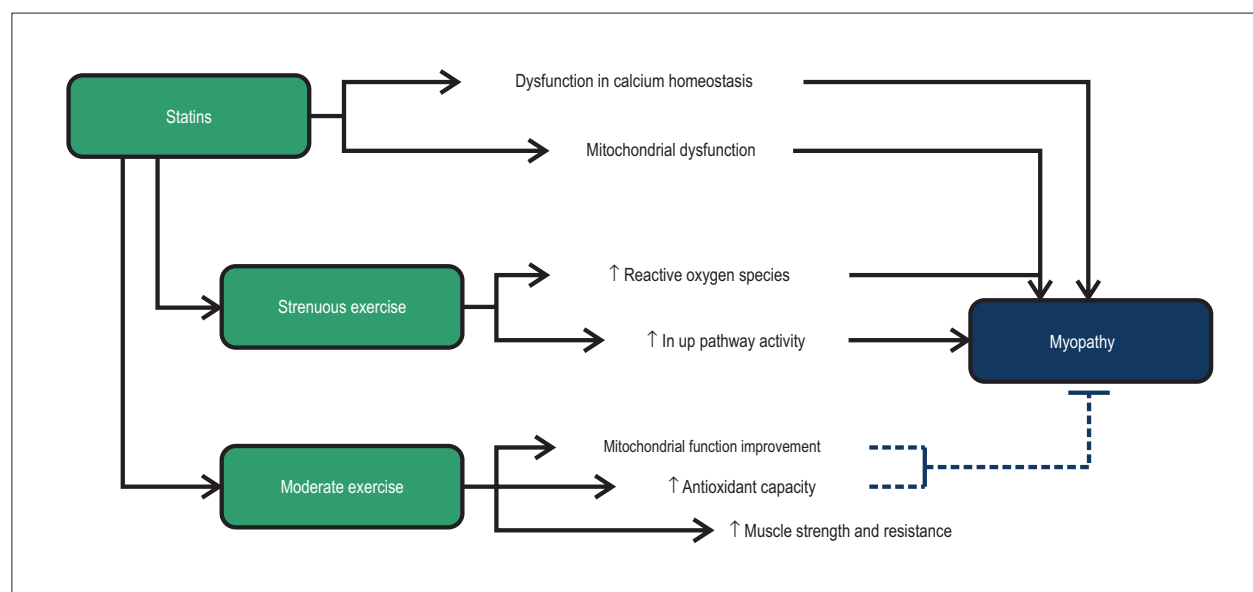 Dysfunction in calcium homeostasis
Statins
Mitochondrial dysfunction
↑ Reactive oxygen species
Strenuous exercise
↑ In up pathway activity
Myopathy
Mitochondrial function improvement
Moderate exercise
↑ Antioxidant capacity
↑ Muscle strength and resistance